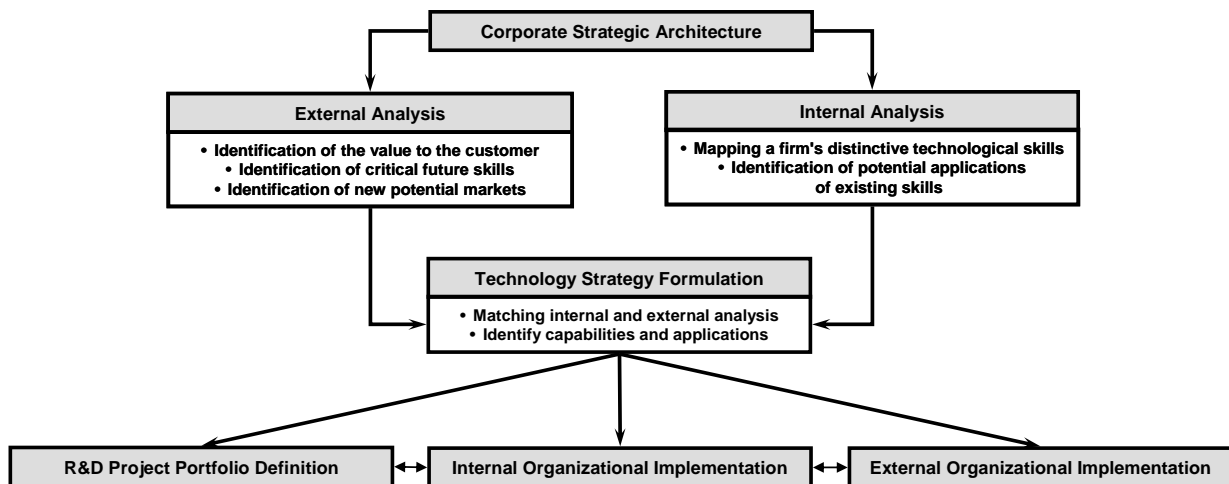 Corporate Strategic Architecture
External Analysis
• Identification of the value to the customer
• Identification of critical future skills
• Identification of new potential markets
Internal Analysis
• Mapping a firm's distinctive technological skills
• Identification of potential applications
of existing skills
Technology Strategy Formulation
• Matching internal and external analysis
• Identify capabilities and applications
R&D Project Portfolio Definition
Internal Organizational Implementation
External Organizational Implementation